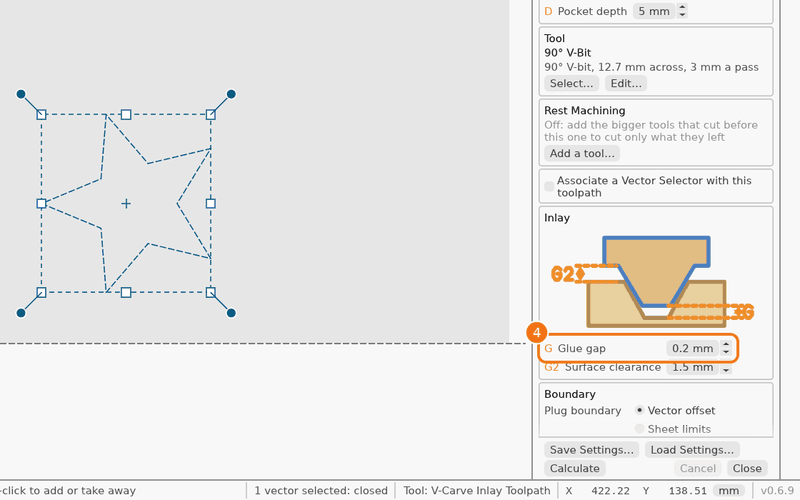 D Pocket depth 5 mm
Tool
90° V-Bit
90° V-bit, 12.7 mm across, 3 mm a pass
Select... Edit...
Rest Machining
Off: add the bigger tools that cut before
this one to cut only what they left
Add a tool...
Associate a Vector Selector with this
toolpath
Inlay
G2
G
4
G Glue gap 0.2 mm
G2 Surface clearance 1.5 mm
Boundary
Plug boundary Vector offset
Sheet limits
Save Settings... Load Settings...
Calculate Cancel Close
-click to add or take away 1 vector selected: closed Tool: V-Carve Inlay Toolpath X 422.22 Y 138.51 mm v0.6.9